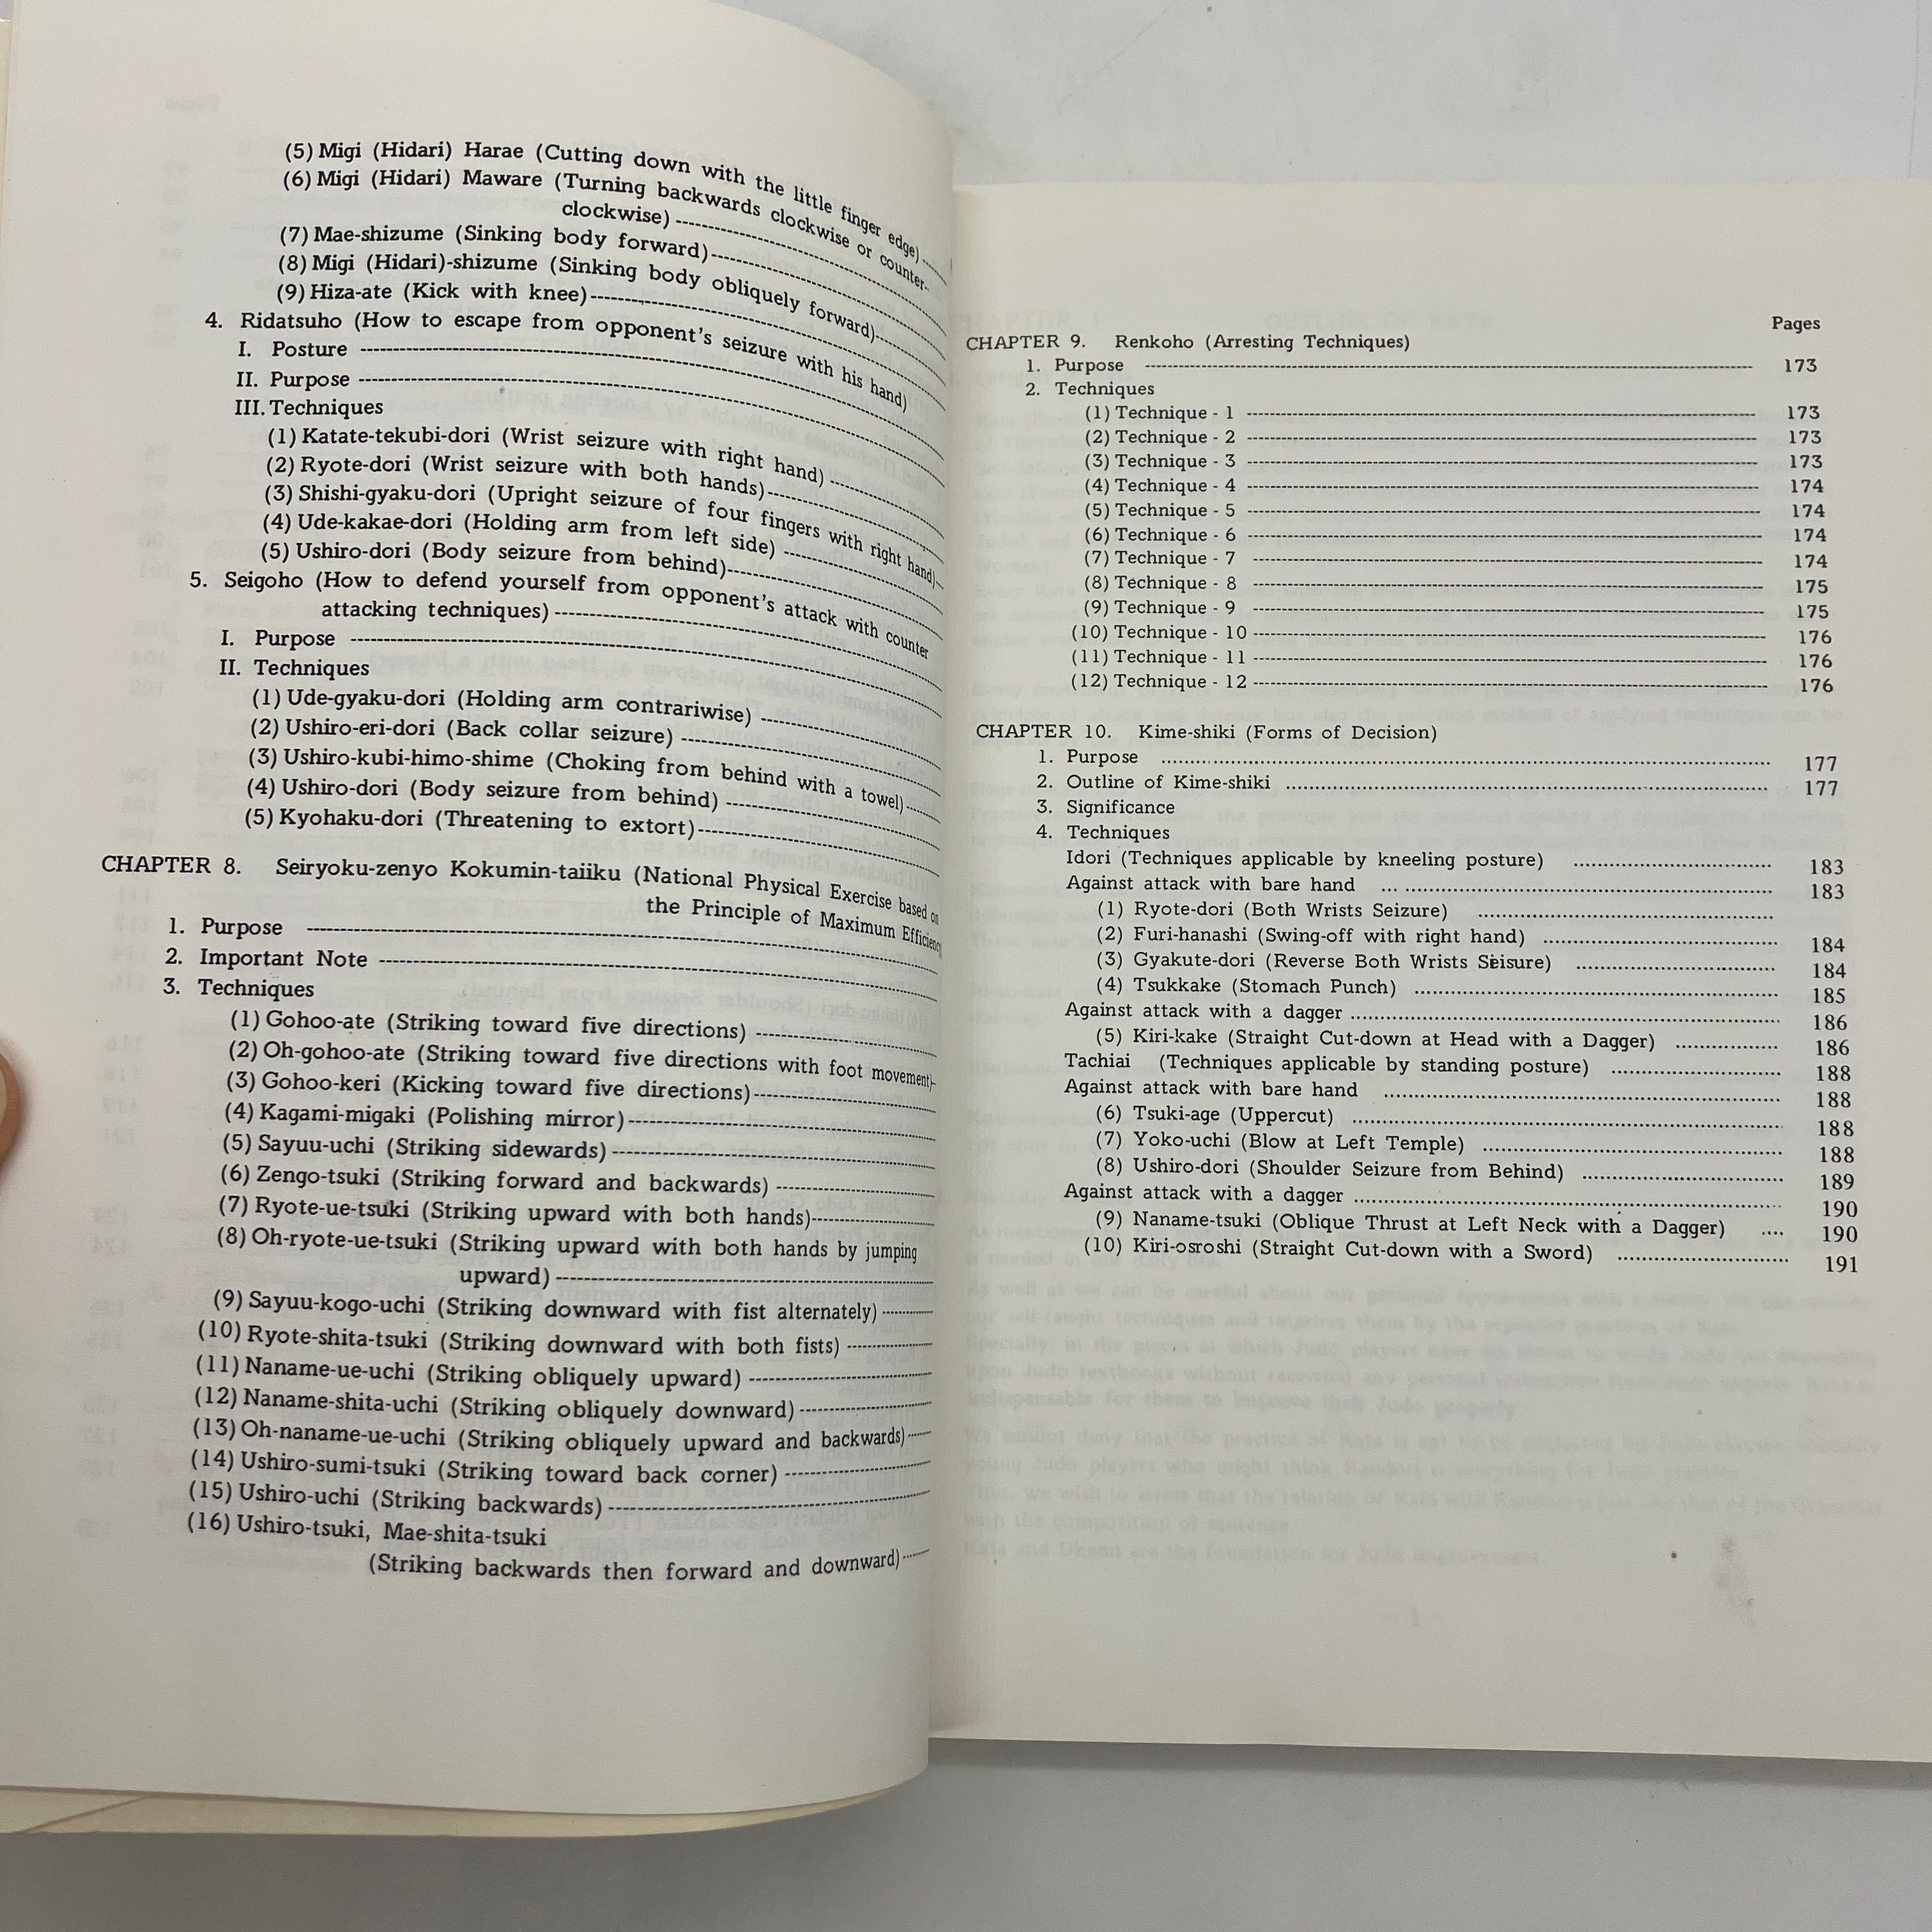 (5) Migi (Hidari) Harae (Cutting down with the little finger edge)
(6) Migi (Hidari) Maware (Turning backwards clockwise or counter-
clockwise)
(7) Mae-shizume (Sinking body forward)
(8) Migi (Hidari)-shizume (Sinking body obliquely forward)
(9) Hiza-ate (Kick with knee)
4. Ridatsuho (How to escape from opponent's seizure with his hand)
I. Posture
II. Purpose
III. Techniques
(1) Katate-tekubi-dori (Wrist seizure with right hand)
(2) Ryote-dori (Wrist seizure with both hands)
(3) Shishi-gyaku-dori (Upright seizure of four fingers with right hand)
(4) Ude-kakae-dori (Holding arm from left side)
(5) Ushiro-dori (Body seizure from behind)
5. Seigoho (How to defend yourself from opponent's attack with counter
attacking techniques)
I. Purpose
II. Techniques
(1) Ude-gyaku-dori (Holding arm contrariwise)
(2) Ushiro-eri-dori (Back collar seizure)
(3) Ushiro-kubi-himo-shime (Choking from behind with a towel)
(4) Ushiro-dori (Body seizure from behind)
(5) Kyohaku-dori (Threatening to extort)
CHAPTER 8. Seiryoku-zenyo Kokumin-taiiku (National Physical Exercise based on
the Principle of Maximum Efficiency
1. Purpose
2. Important Note
3. Techniques
(1) Gohoo-ate (Striking toward five directions)
(2) Oh-gohoo-ate (Striking toward five directions with foot movement)
(3) Gohoo-keri (Kicking toward five directions)
(4) Kagami-migaki (Polishing mirror)
(5) Sayuu-uchi (Striking sidewards)
(6) Zengo-tsuki (Striking forward and backwards)
(7) Ryote-ue-tsuki (Striking upward with both hands)
(8) Oh-ryote-ue-tsuki (Striking upward with both hands by jumping
upward)
(9) Sayuu-kogo-uchi (Striking downward with fist alternately)
(10) Ryote-shita-tsuki (Striking downward with both fists)
(11) Naname-ue-uchi (Striking obliquely upward)
(12) Naname-shita-uchi (Striking obliquely downward)
(13) Oh-naname-ue-uchi (Striking obliquely upward and backwards)
(14) Ushiro-sumi-tsuki (Striking toward back corner)
(15) Ushiro-uchi (Striking backwards)
(16) Ushiro-tsuki, Mae-shita-tsuki
(Striking backwards then forward and downward)
Pages
CHAPTER 9. Renkoho (Arresting Techniques)
1. Purpose 173
2. Techniques
(1) Technique - 1 173
(2) Technique - 2 173
(3) Technique - 3 173
(4) Technique - 4 174
(5) Technique - 5 174
(6) Technique - 6 174
(7) Technique - 7 174
(8) Technique - 8 175
(9) Technique - 9 175
(10) Technique - 10 176
(11) Technique - 11 176
(12) Technique - 12 176
CHAPTER 10. Kime-shiki (Forms of Decision)
1. Purpose 177
2. Outline of Kime-shiki 177
3. Significance
4. Techniques
Idori (Techniques applicable by kneeling posture) 183
Against attack with bare hand 183
(1) Ryote-dori (Both Wrists Seizure)
(2) Furi-hanashi (Swing-off with right hand) 184
(3) Gyakute-dori (Reverse Both Wrists Seisure) 184
(4) Tsukkake (Stomach Punch) 185
Against attack with a dagger 186
(5) Kiri-kake (Straight Cut-down at Head with a Dagger) 186
Tachiai (Techniques applicable by standing posture) 188
Against attack with bare hand 188
(6) Tsuki-age (Uppercut) 188
(7) Yoko-uchi (Blow at Left Temple) 188
(8) Ushiro-dori (Shoulder Seizure from Behind) 189
Against attack with a dagger 190
(9) Naname-tsuki (Oblique Thrust at Left Neck with a Dagger) 190
(10) Kiri-osroshi (Straight Cut-down with a Sword) 191